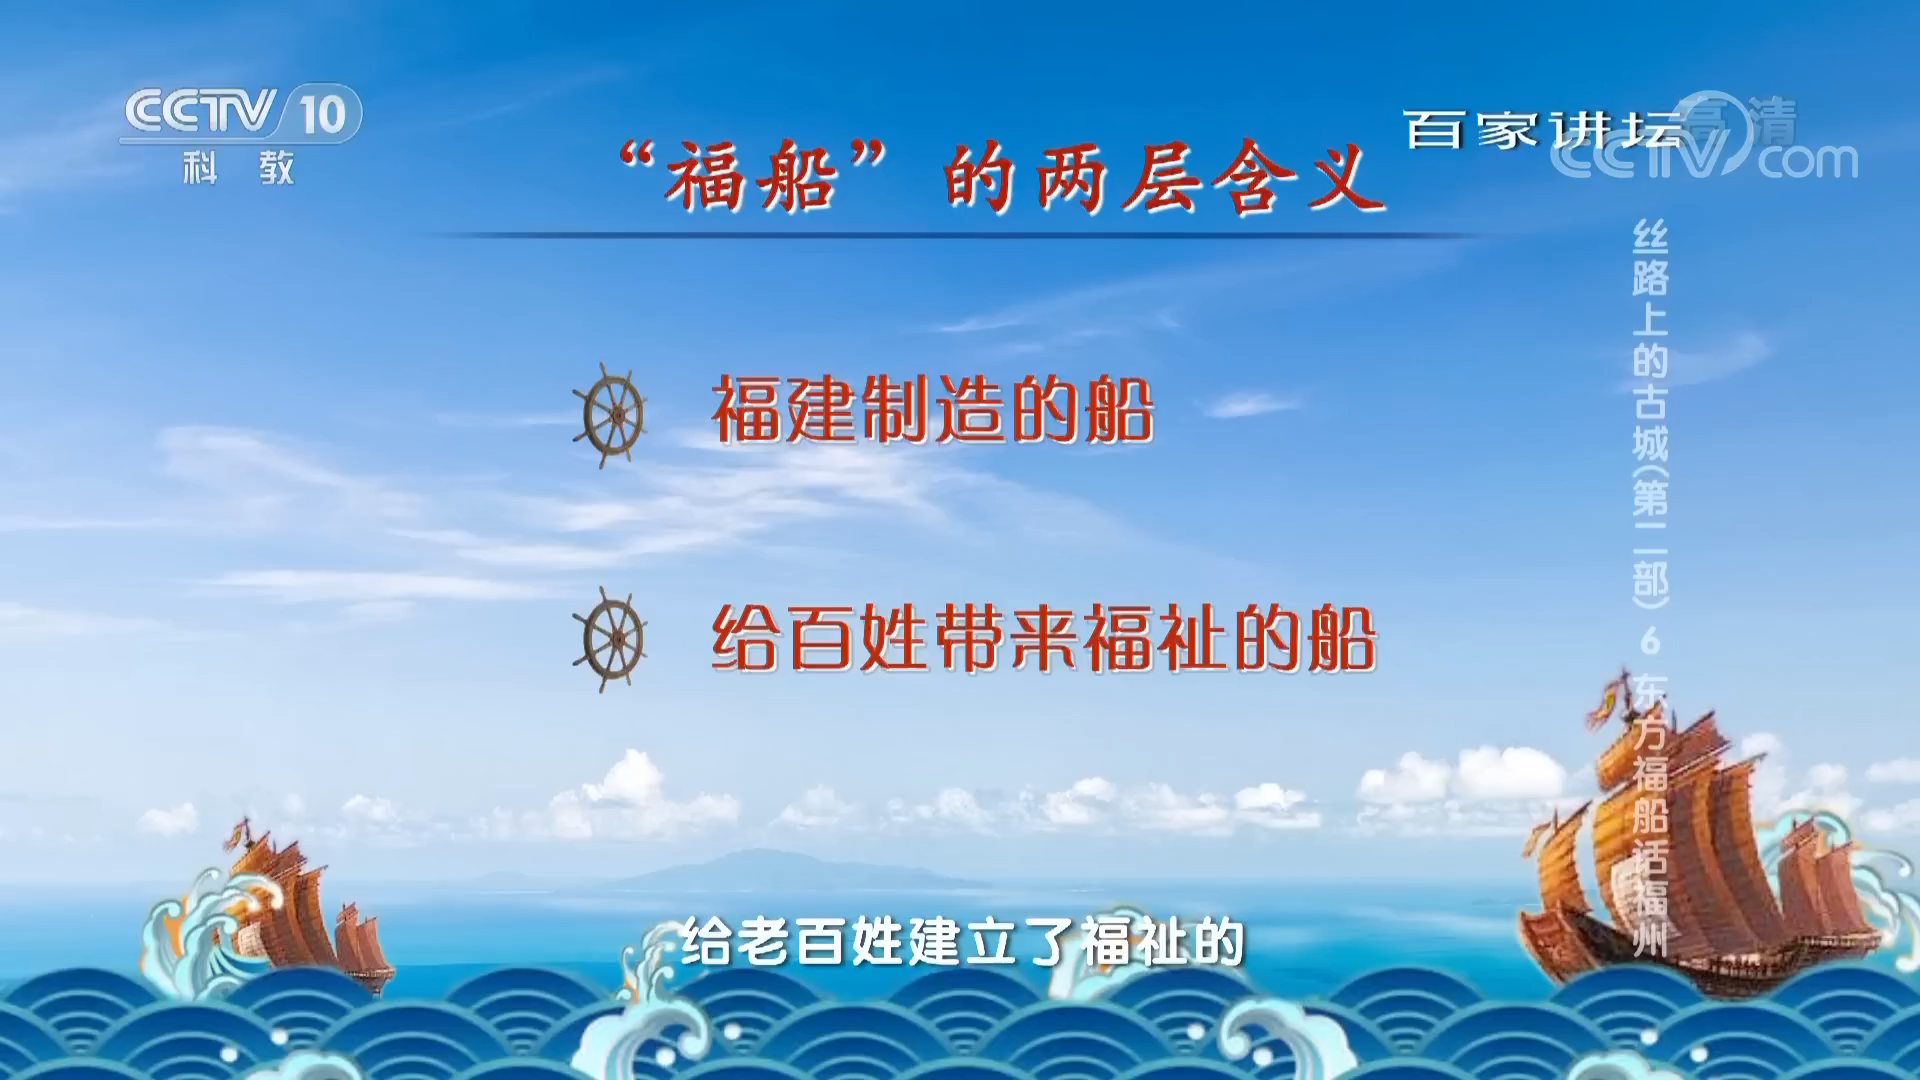 CCTV 10
科 教
百家讲坛
高清
CCTV com
“福船”的两层含义
福建制造的船
给百姓带来福祉的船
丝路上的古城（第二部）6 东方福船话福州
给老百姓建立了福祉的